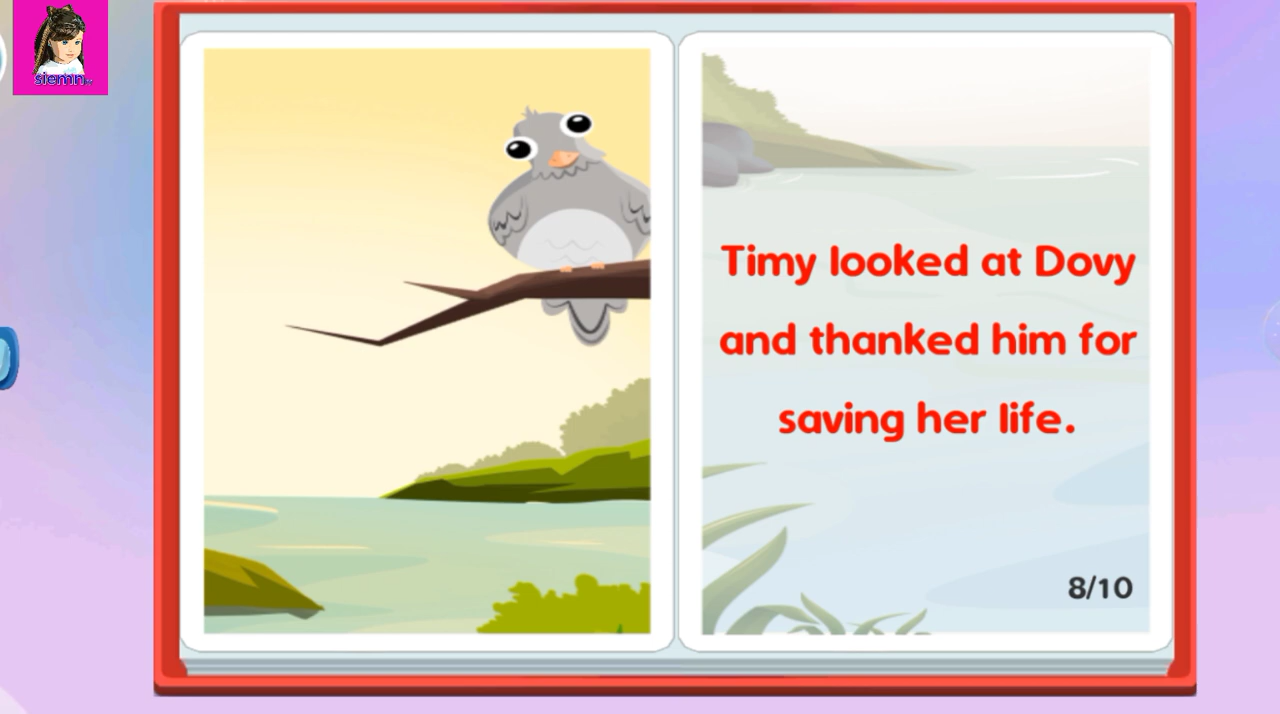 siemn
Timy looked at Dovy
and thanked him for
saving her life.
8/10